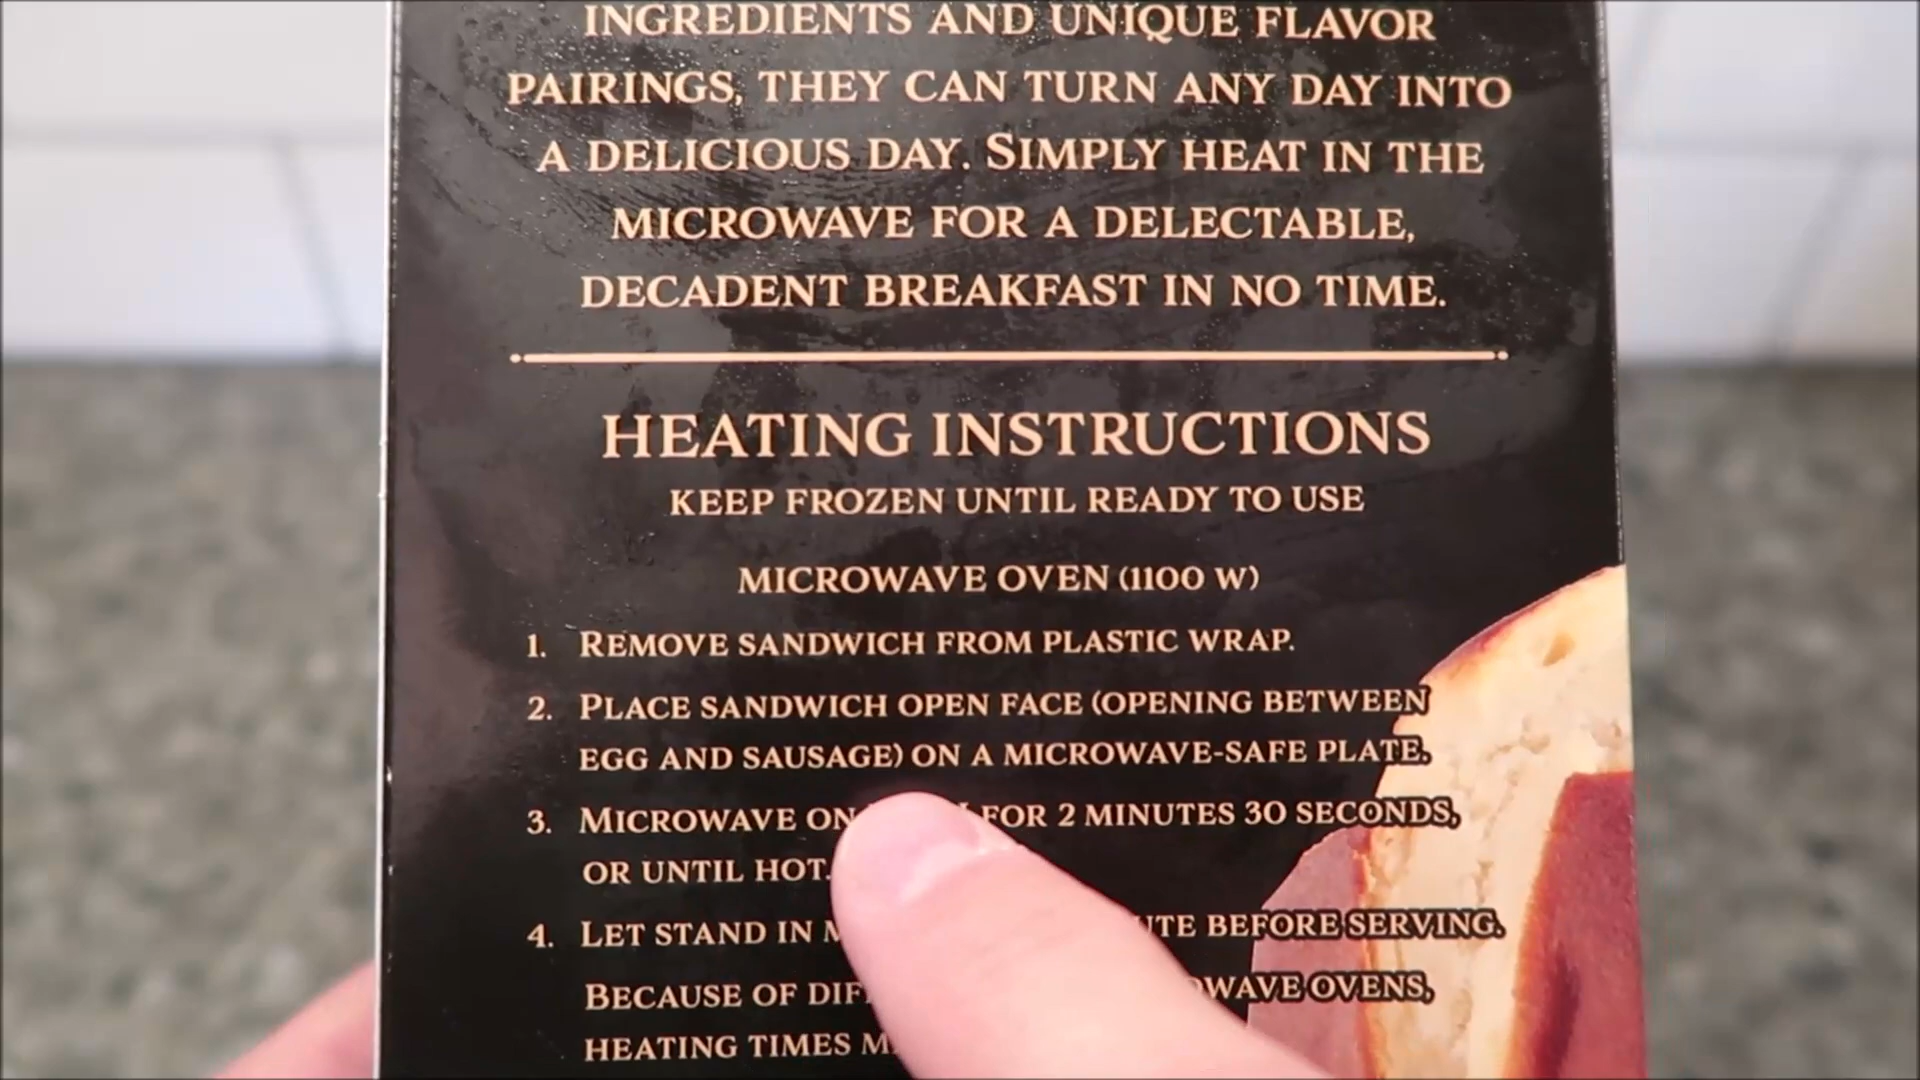 INGREDIENTS AND UNIQUE FLAVOR
PAIRINGS, THEY CAN TURN ANY DAY INTO
A DELICIOUS DAY. SIMPLY HEAT IN THE
MICROWAVE FOR A DELECTABLE,
DECADENT BREAKFAST IN NO TIME.
HEATING INSTRUCTIONS
KEEP FROZEN UNTIL READY TO USE
MICROWAVE OVEN (1100 W)
1. REMOVE SANDWICH FROM PLASTIC WRAP.
2. PLACE SANDWICH OPEN FACE (OPENING BETWEEN
EGG AND SAUSAGE) ON A MICROWAVE-SAFE PLATE.
3. MICROWAVE ON FOR 2 MINUTES 30 SECONDS,
OR UNTIL HOT.
4. LET STAND IN BEFORE SERVING.
BECAUSE OF OVENS,
HEATING TIMES